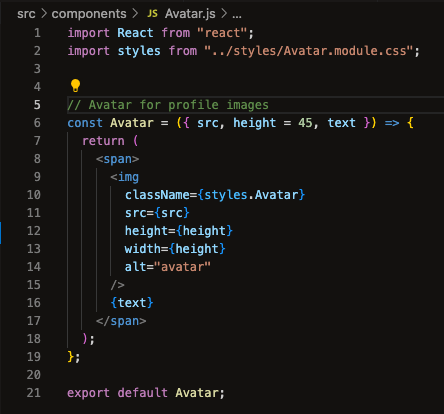 src > components > JS Avatar.js > ...
1 import React from "react";
2 import styles from "../styles/Avatar.module.css";
3
4
5 // Avatar for profile images
6 const Avatar = ({ src, height = 45, text }) => {
7   return (
8     <span>
9       <img
10         className={styles.Avatar}
11         src={src}
12         height={height}
13         width={height}
14         alt="avatar"
15       />
16       {text}
17     </span>
18   );
19 };
20
21 export default Avatar;